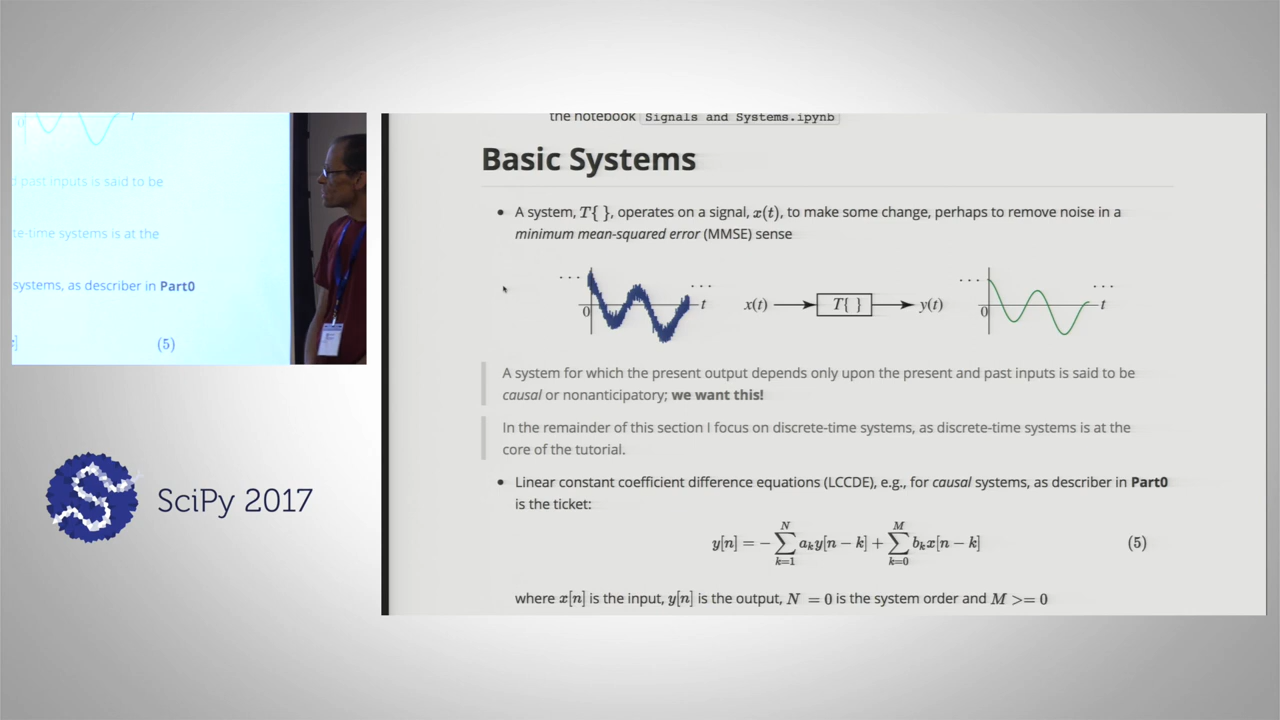 d past inputs is said to be
te-time systems is at the
systems, as describer in Part0
(5)
SciPy 2017
the notebook Signals and Systems.ipynb
Basic Systems
• A system, T{ }, operates on a signal, x(t), to make some change, perhaps to remove noise in a
minimum mean-squared error (MMSE) sense
· · · · · · · · · · · ·
0 t x(t) T{ } y(t) 0 t
A system for which the present output depends only upon the present and past inputs is said to be
causal or nonanticipatory; we want this!
In the remainder of this section I focus on discrete-time systems, as discrete-time systems is at the
core of the tutorial.
• Linear constant coefficient difference equations (LCCDE), e.g., for causal systems, as describer in Part0
is the ticket:
y[n] = −∑_{k=1}^{N} a_k y[n − k] + ∑_{k=0}^{M} b_k x[n − k] (5)
where x[n] is the input, y[n] is the output, N = 0 is the system order and M >= 0